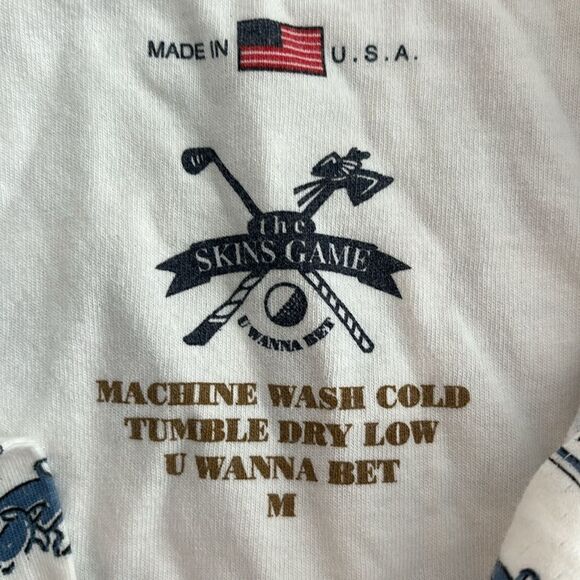 MADE IN U.S.A.
the
SKINS GAME
U WANNA BET
MACHINE WASH COLD
TUMBLE DRY LOW
U WANNA BET
M